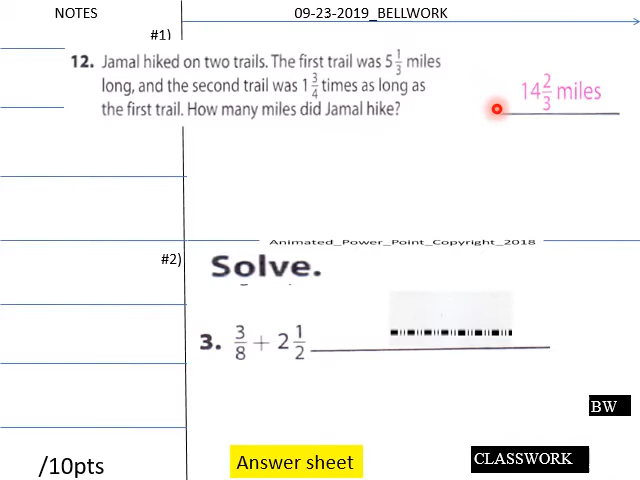 NOTES
09-23-2019_BELLWORK
#1)
12. Jamal hiked on two trails. The first trail was 5 1/3 miles
long, and the second trail was 1 3/4 times as long as
the first trail. How many miles did Jamal hike?
14 2/3 miles
Animated_Power_Point_Copyright_2018
#2)
Solve.
3. 3/8 + 2 1/2
BW
/10pts
Answer sheet
CLASSWORK